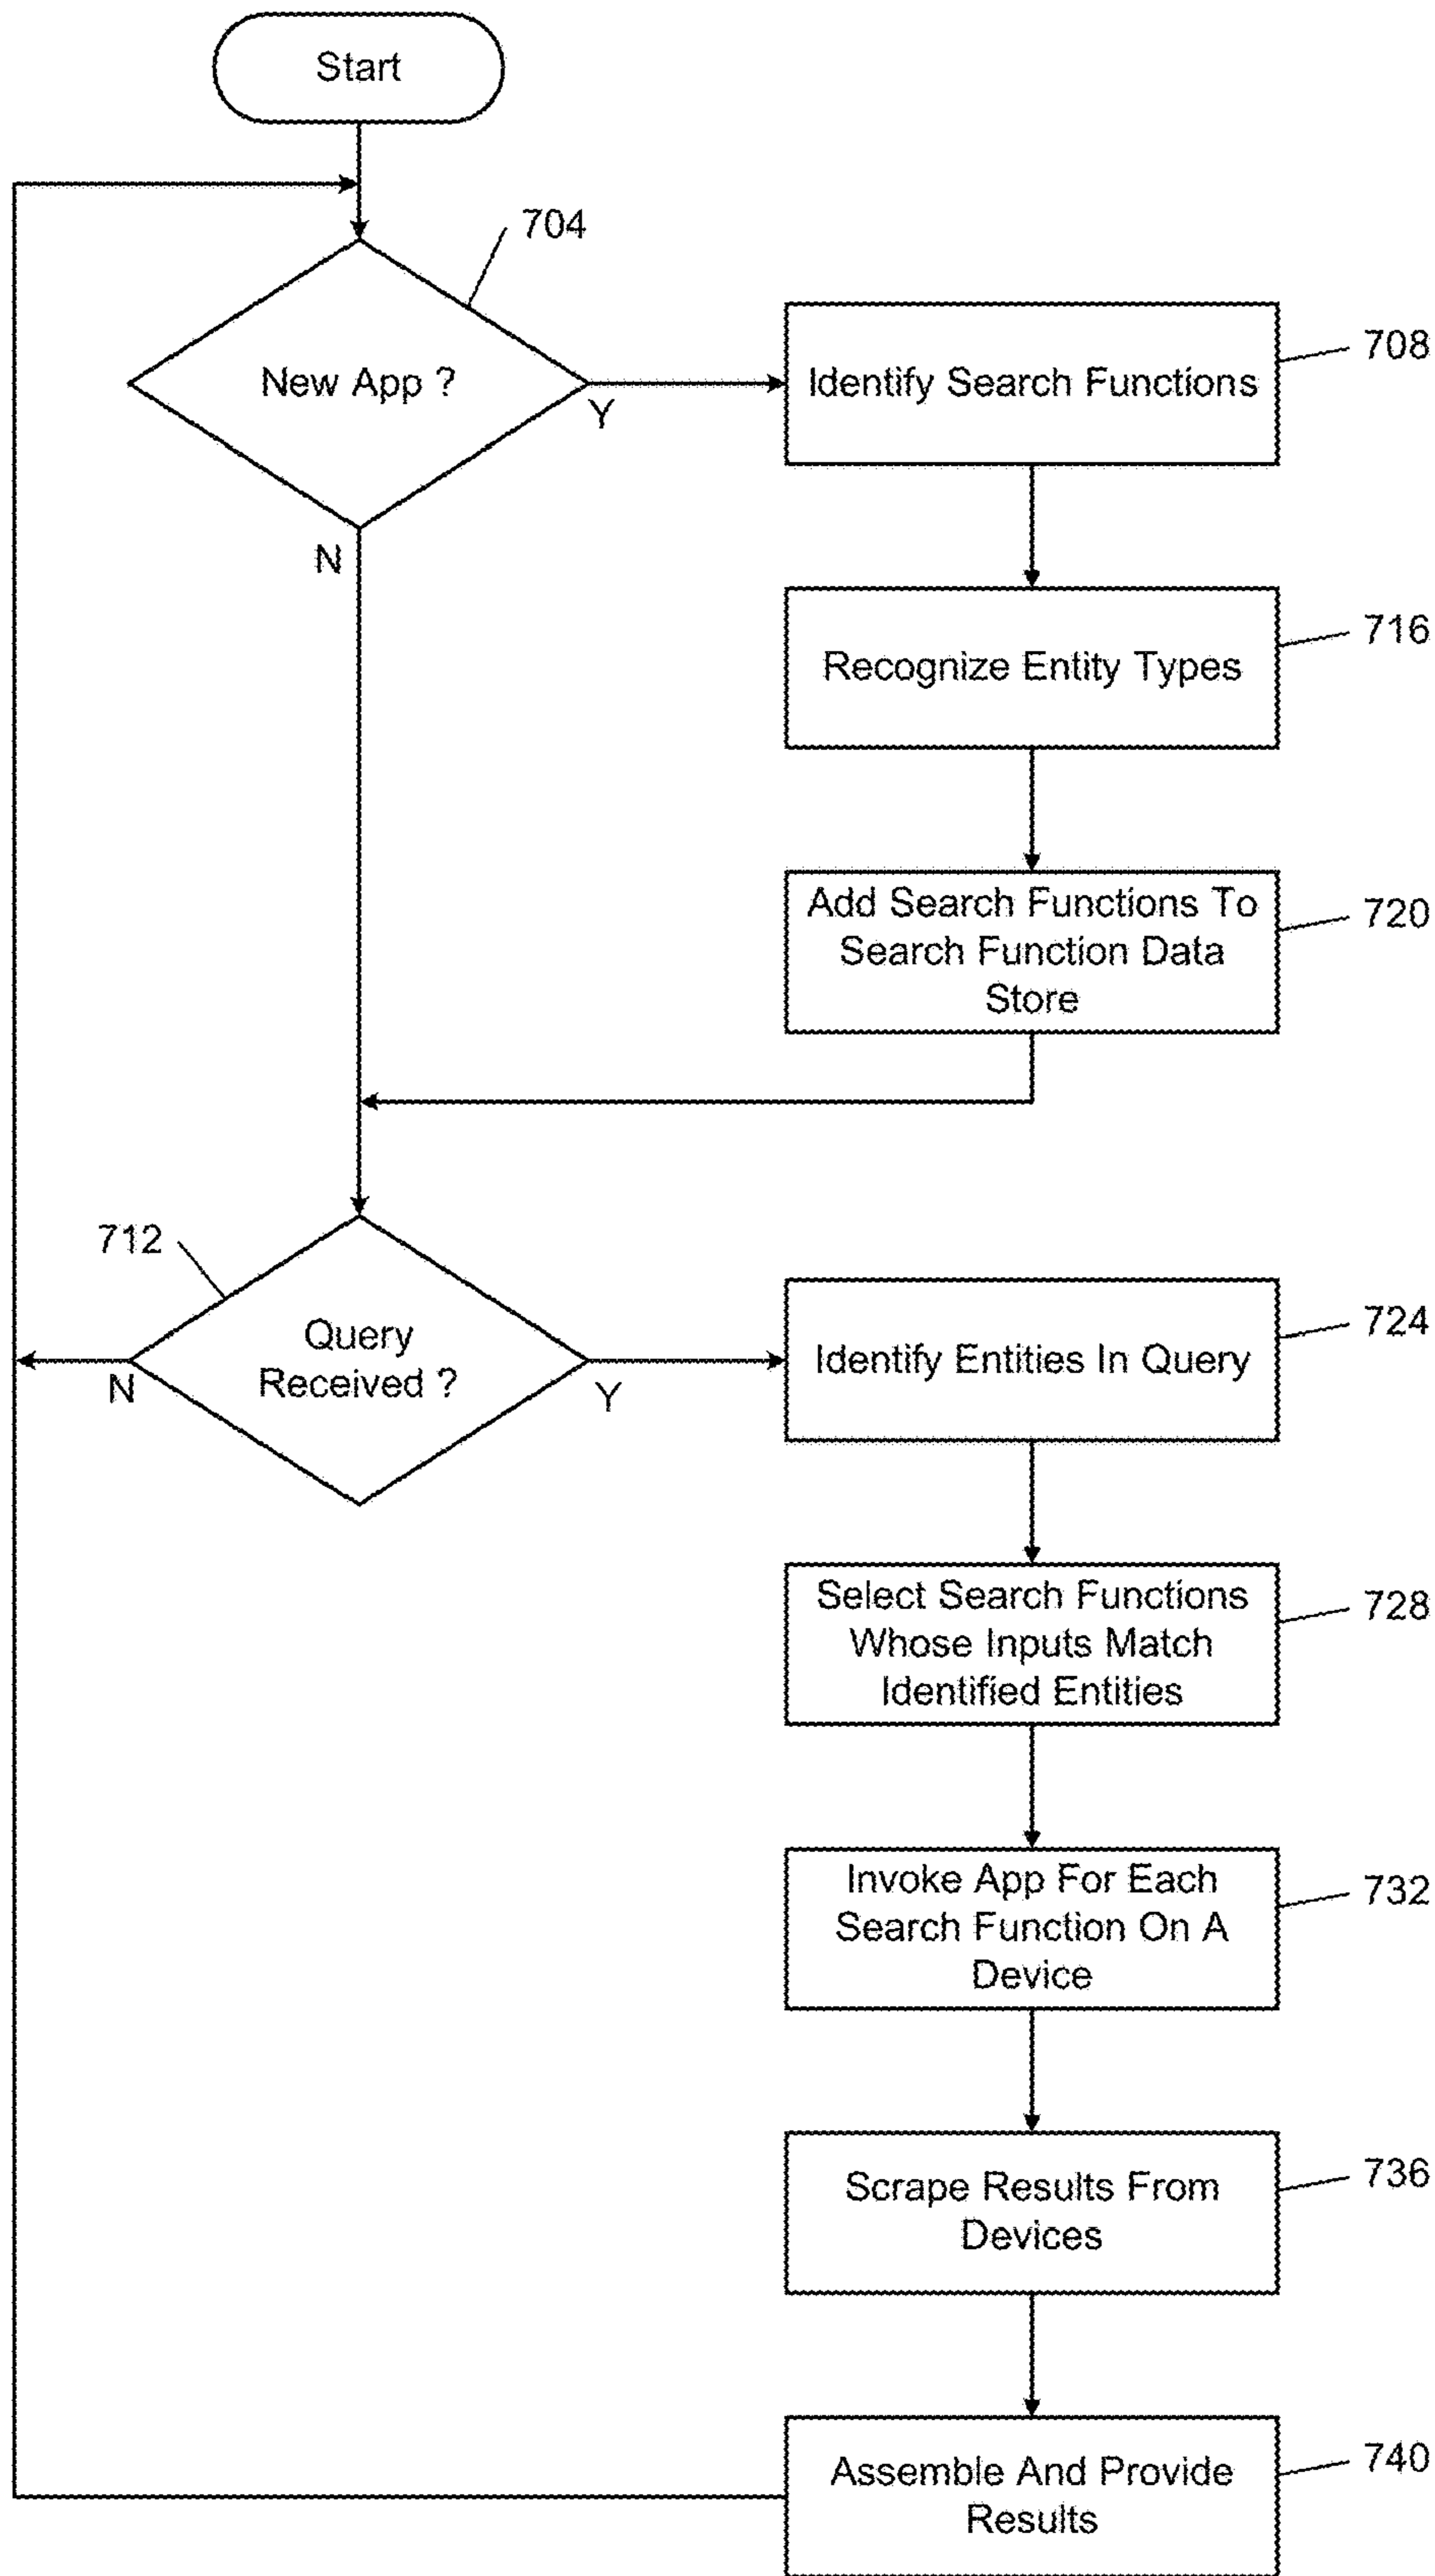 Start
704
New App ?
Y
N
Identify Search Functions
708
Recognize Entity Types
716
Add Search Functions To
Search Function Data
Store
720
712
Query
Received ?
N
Y
Identify Entities In Query
724
Select Search Functions
Whose Inputs Match
Identified Entities
728
Invoke App For Each
Search Function On A
Device
732
Scrape Results From
Devices
736
Assemble And Provide
Results
740